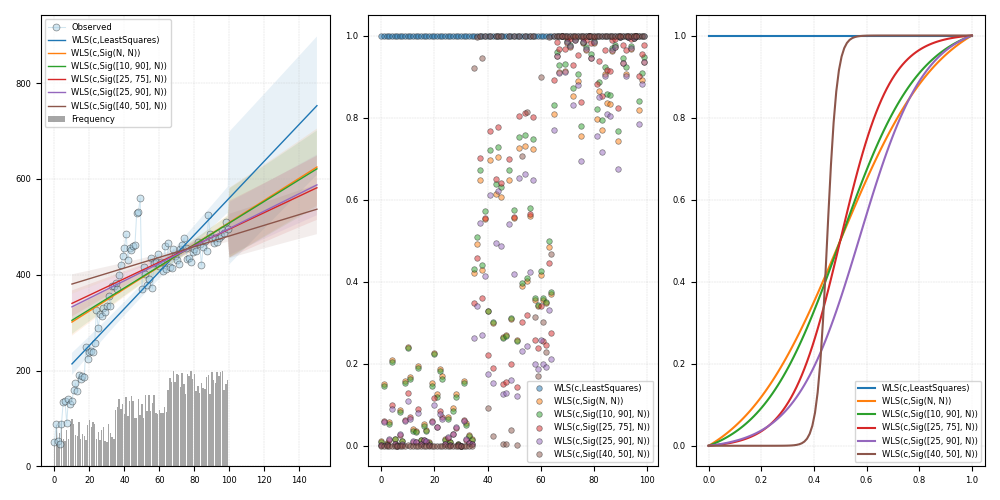 Observed
WLS(c,LeastSquares)
WLS(c,Sig(N, N))
WLS(c,Sig([10, 90], N))
WLS(c,Sig([25, 75], N))
WLS(c,Sig([25, 90], N))
WLS(c,Sig([40, 50], N))
Frequency
800
600
400
200
0
0 20 40 60 80 100 120 140
1.0
0.8
0.6
0.4
0.2
0.0
WLS(c,LeastSquares)
WLS(c,Sig(N, N))
WLS(c,Sig([10, 90], N))
WLS(c,Sig([25, 75], N))
WLS(c,Sig([25, 90], N))
WLS(c,Sig([40, 50], N))
0 20 40 60 80 100
1.0
0.8
0.6
0.4
0.2
0.0
WLS(c,LeastSquares)
WLS(c,Sig(N, N))
WLS(c,Sig([10, 90], N))
WLS(c,Sig([25, 75], N))
WLS(c,Sig([25, 90], N))
WLS(c,Sig([40, 50], N))
0.0 0.2 0.4 0.6 0.8 1.0